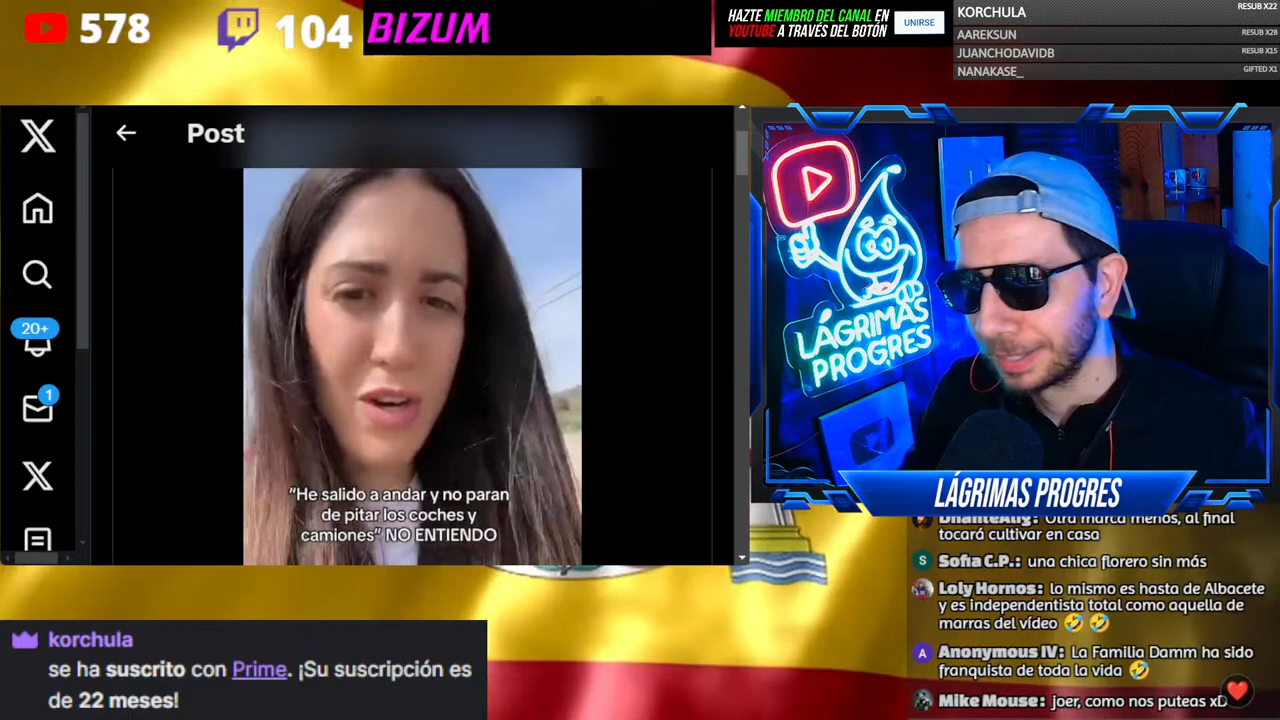 578
104
BIZUM
HAZTE MIEMBRO DEL CANAL EN
YOUTUBE A TRAVÉS DEL BOTÓN
UNIRSE
KORCHULA
RESUB X22
AAREKSUN
RESUB X28
JUANCHODAVIDB
RESUB X15
NANAKASE_
GIFTED X1
Post
20+
1
"He salido a andar y no paran
de pitar los coches y
camiones" NO ENTIENDO
LÁGRIMAS
PROGRES
LÁGRIMAS PROGRES
Otra marca menos, al final
tocará cultivar en casa
S Sofia C.P.: una chica florero sin más
Loly Hornos: lo mismo es hasta de Albacete
y es independentista total como aquella de
marras del vídeo 🤣 🤣
A Anonymous IV: La Familia Damm ha sido
franquista de toda la vida 🤣
Mike Mouse: joer, como nos puteas xD
korchula
se ha suscrito con Prime. ¡Su suscripción es
de 22 meses!